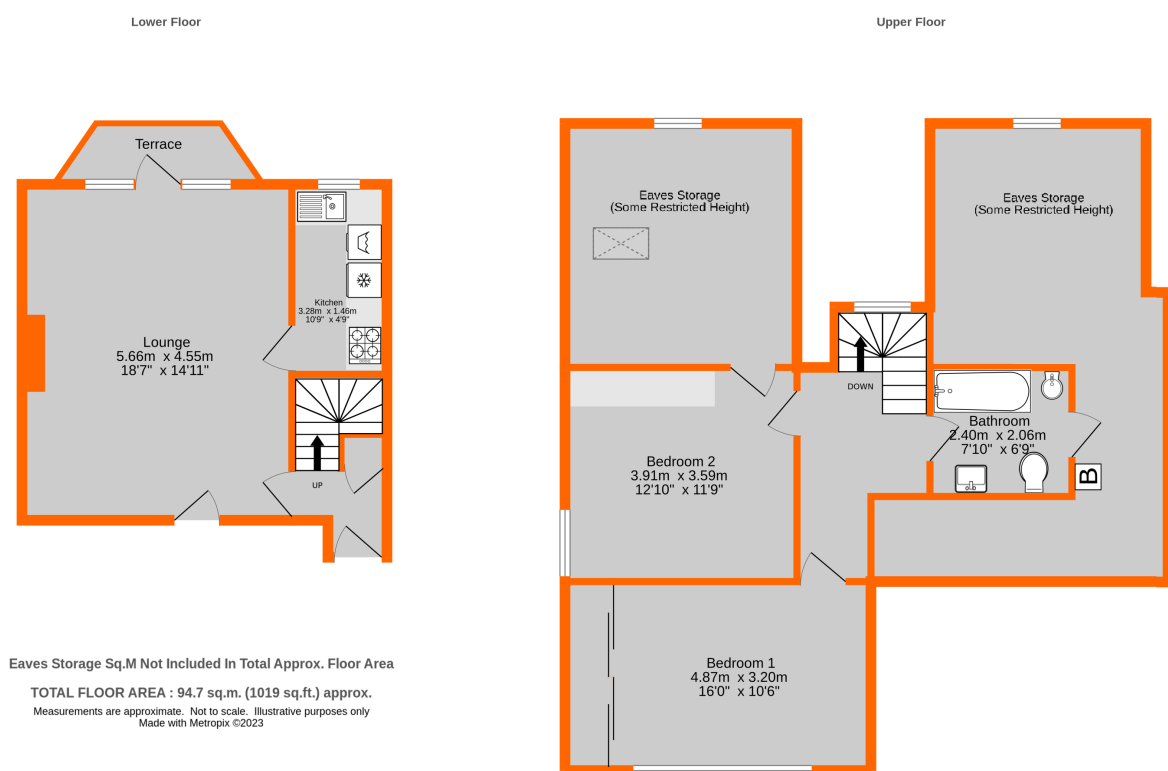 Lower Floor
Upper Floor
Terrace
Lounge
5.66m x 4.55m
18'7" x 14'11"
Kitchen
3.28m x 1.46m
10'9" x 4'9"
UP
Eaves Storage
(Some Restricted Height)
Eaves Storage
(Some Restricted Height)
DOWN
Bathroom
2.40m x 2.06m
7'10" x 6'9"
B
Bedroom 2
3.91m x 3.59m
12'10" x 11'9"
Bedroom 1
4.87m x 3.20m
16'0" x 10'6"
Eaves Storage Sq.M Not Included In Total Approx. Floor Area
TOTAL FLOOR AREA : 94.7 sq.m. (1019 sq.ft.) approx.
Measurements are approximate. Not to scale. Illustrative purposes only
Made with Metropix ©2023